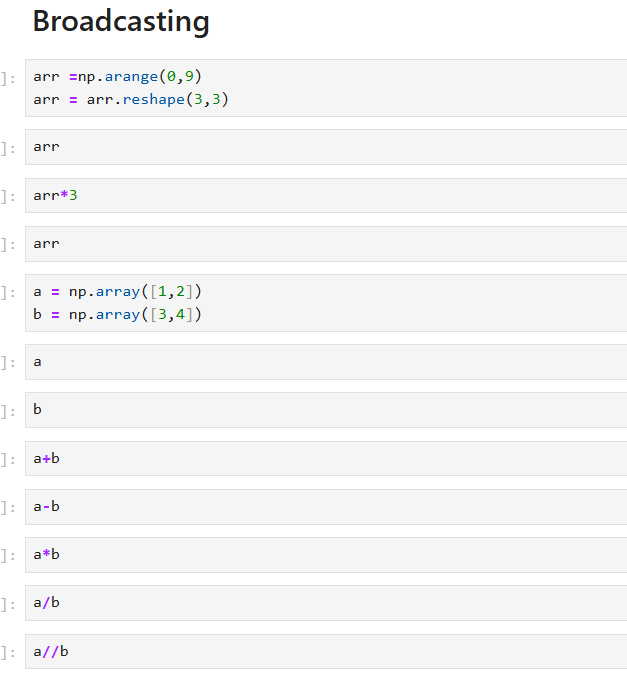 Broadcasting
]: arr =np.arange(0,9)
arr = arr.reshape(3,3)
]: arr
]: arr*3
]: arr
]: a = np.array([1,2])
b = np.array([3,4])
]: a
]: b
]: a+b
]: a-b
]: a*b
]: a/b
]: a//b